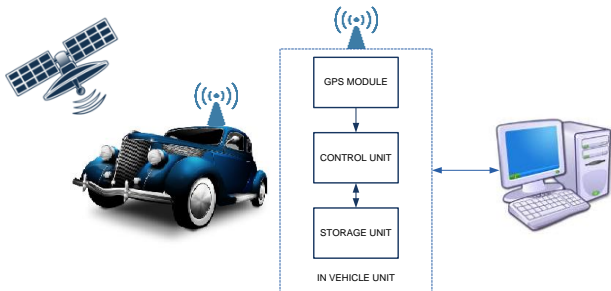 GPS MODULE
CONTROL UNIT
STORAGE UNIT
IN VEHICLE UNIT